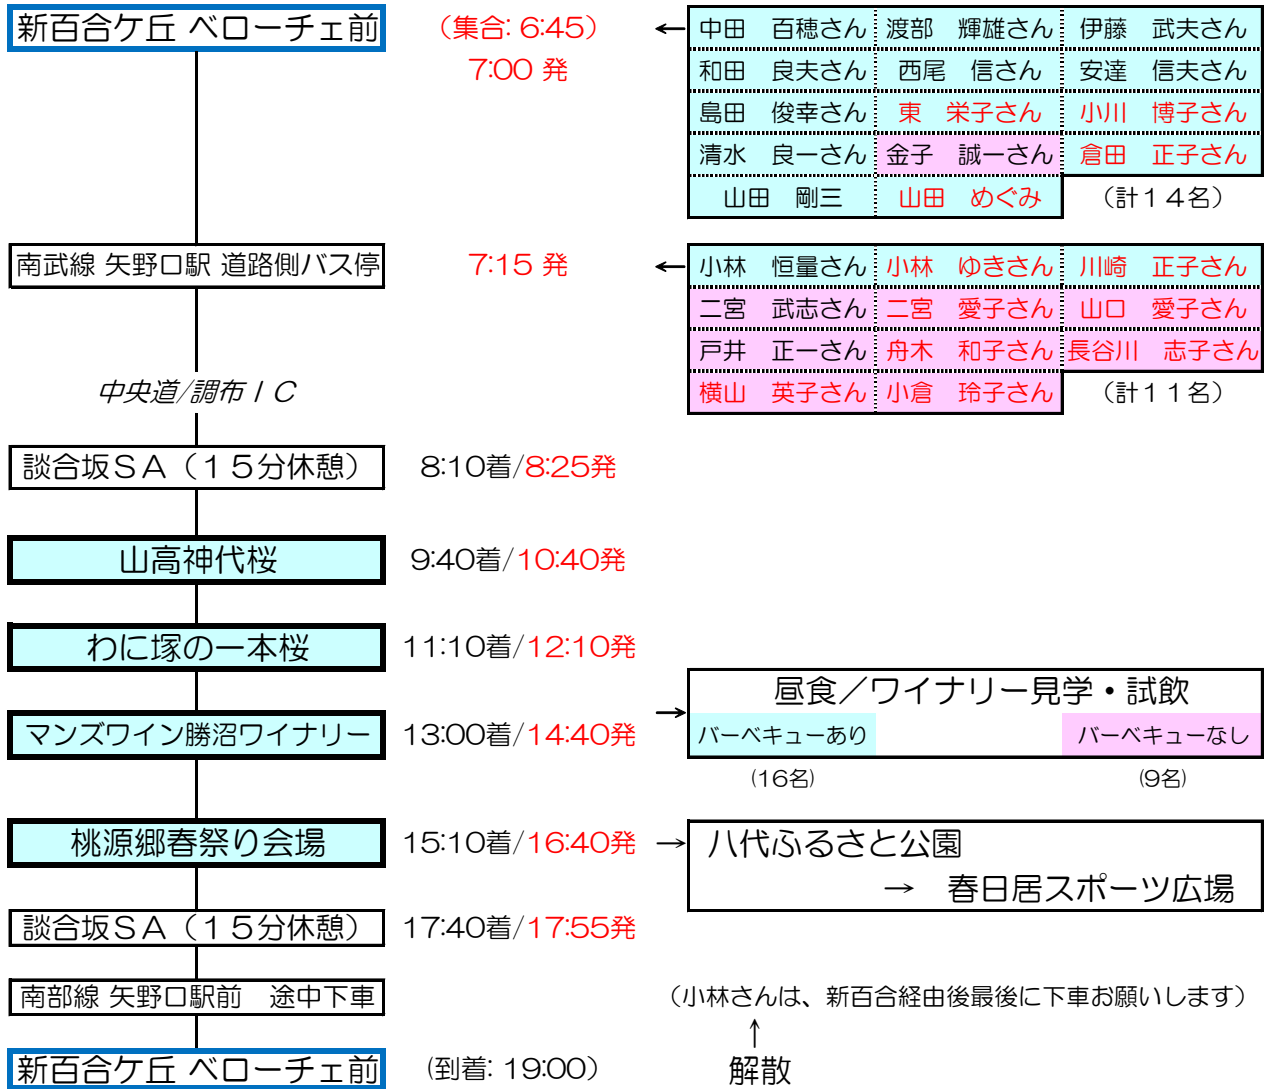 新百合ケ丘 ベローチェ前 （集合: 6:45）
7:00 発
中田　百穂さん 渡部　輝雄さん 伊藤　武夫さん
和田　良夫さん 西尾　信さん 安達　信夫さん
島田　俊幸さん 東　栄子さん 小川　博子さん
清水　良一さん 金子　誠一さん 倉田　正子さん
山田　剛三 山田　めぐみ （計１４名）
南武線 矢野口駅 道路側バス停 7:15 発
小林　恒量さん 小林　ゆきさん 川崎　正子さん
二宮　武志さん 二宮　愛子さん 山口　愛子さん
戸井　正一さん 舟木　和子さん 長谷川　志子さん
横山　英子さん 小倉　玲子さん （計１１名）
中央道/調布ＩＣ
談合坂ＳＡ（１５分休憩） 8:10着/8:25発
山高神代桜 9:40着/10:40発
わに塚の一本桜 11:10着/12:10発
マンズワイン勝沼ワイナリー 13:00着/14:40発
昼食／ワイナリー見学・試飲
バーベキューあり バーベキューなし
(16名) (9名)
桃源郷春祭り会場 15:10着/16:40発 → 八代ふるさと公園
→ 春日居スポーツ広場
談合坂ＳＡ（１５分休憩） 17:40着/17:55発
南部線 矢野口駅前　途中下車 （小林さんは、新百合経由後最後に下車お願いします）
新百合ケ丘 ベローチェ前 （到着: 19:00） 解散